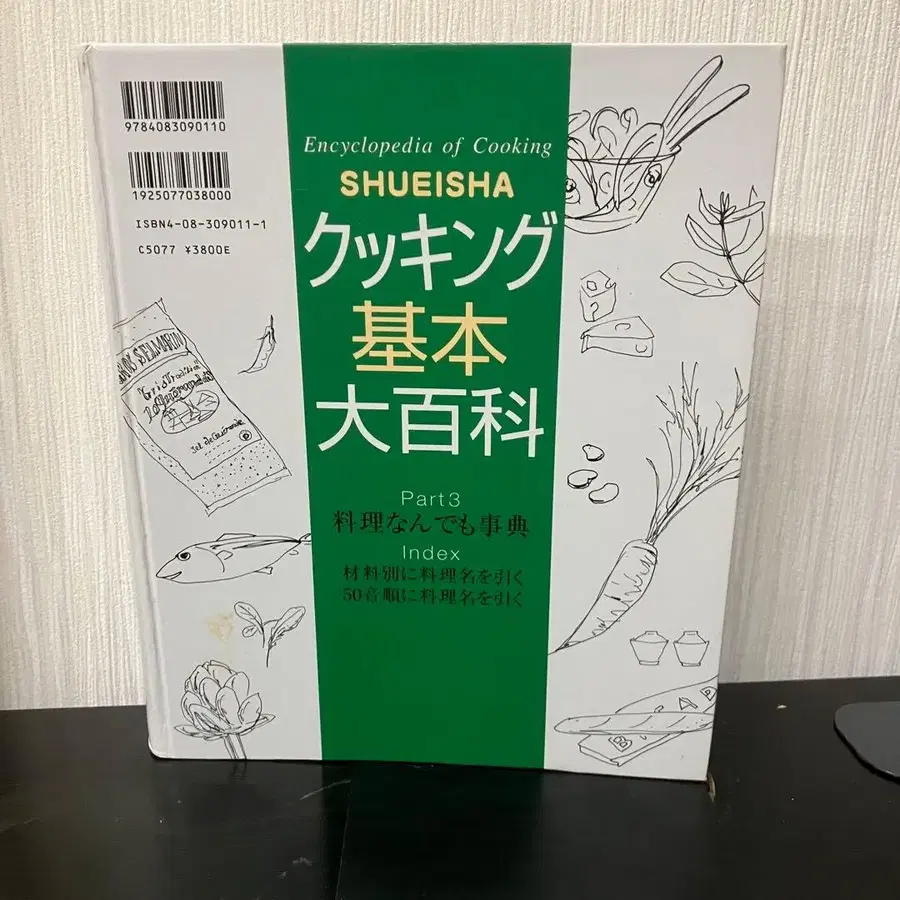 9784083090110
1925077038000
ISBN4-08-309011-1
C5077 ¥3800E
Encyclopedia of Cooking
SHUEISHA
クッキング
基本
大百科
Part3
料理なんでも事典
Index
材料別に料理名を引く
50音順に料理名を引く